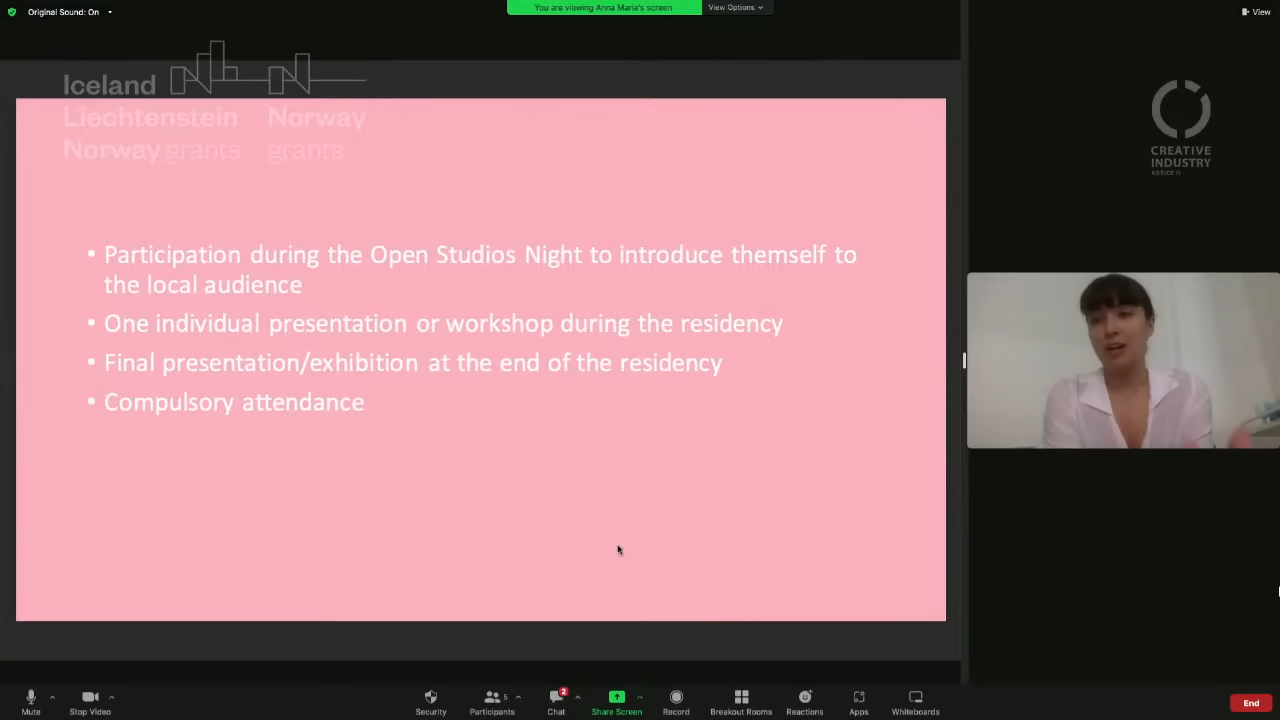 Original Sound: On
You are viewing Anna Maria's screen
View Options
View
Iceland
Liechtenstein Norway
Norway grants grants
CREATIVE
INDUSTRY
KOŠICE
• Participation during the Open Studios Night to introduce themself to
the local audience
• One individual presentation or workshop during the residency
• Final presentation/exhibition at the end of the residency
• Compulsory attendance
Mute
Stop Video
Security
Participants 5
Chat 2
Share Screen
Record
Breakout Rooms
Reactions
Apps
Whiteboards
End